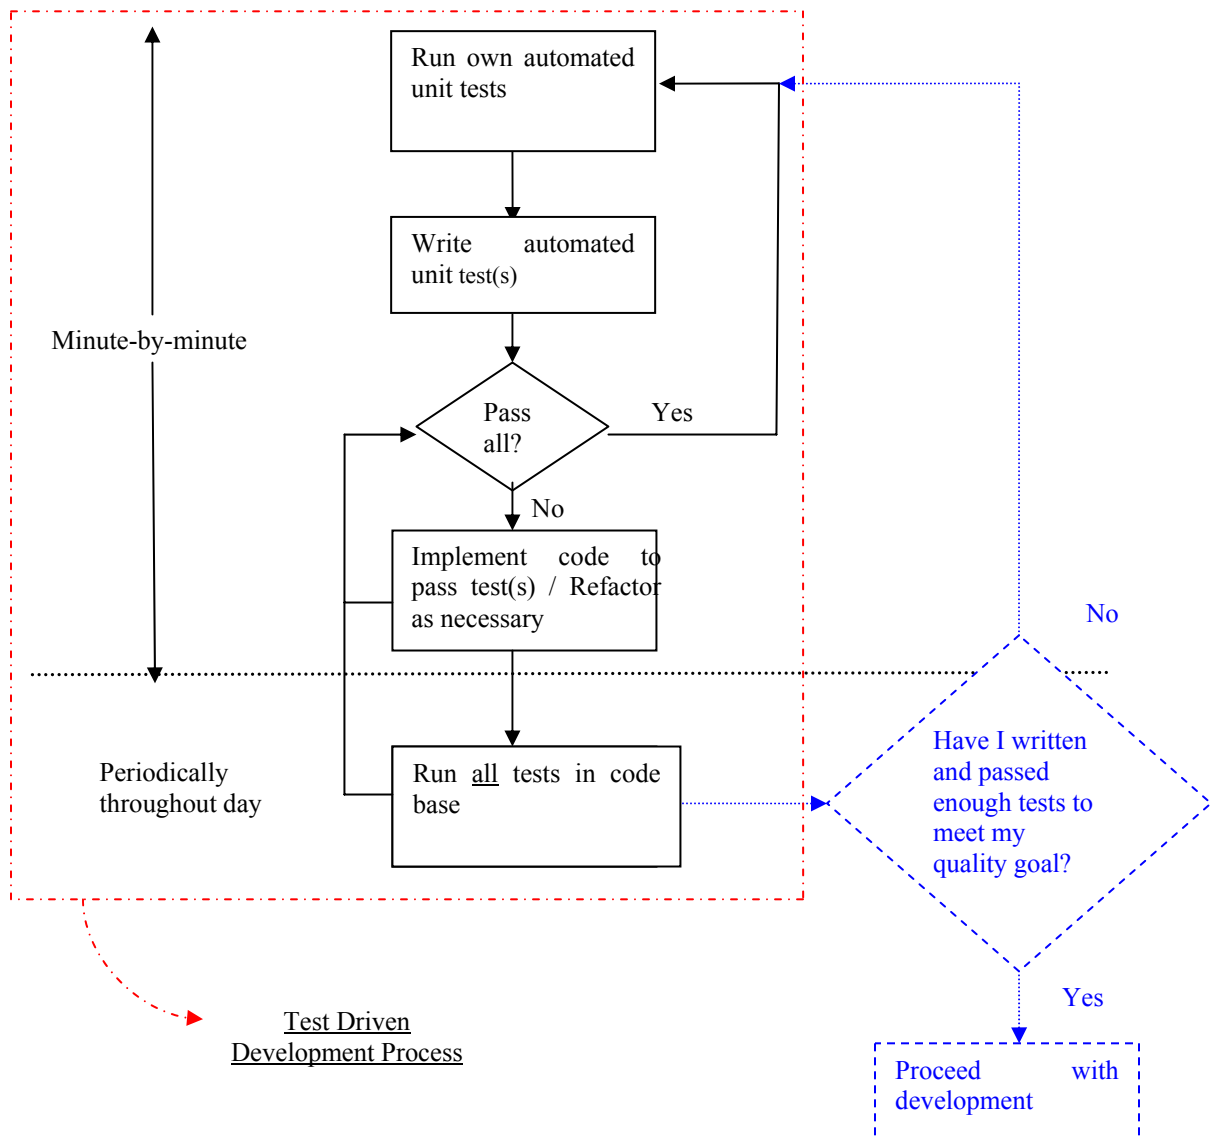 Run own automated
unit tests
Write automated
unit test(s)
Minute-by-minute
Pass
all?
Yes
No
Implement code to
pass test(s) / Refactor
as necessary
No
Have I written
and passed
enough tests to
meet my
quality goal?
Periodically
throughout day
Run all tests in code
base
Yes
Test Driven
Development Process
Proceed with
development